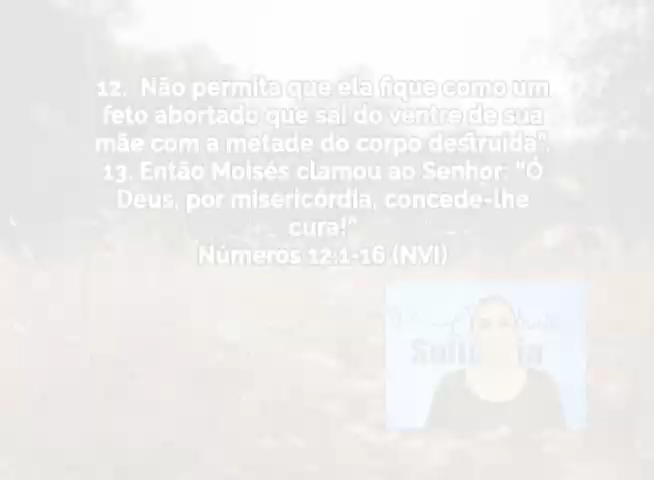 12. Não permita que ela fique como um
feto abortado que sai do ventre de sua
mãe com a metade do corpo destruída".
13. Então Moisés clamou ao Senhor: "Ó
Deus, por misericórdia, concede-lhe
cura!"
Números 12:1-16 (NVI)